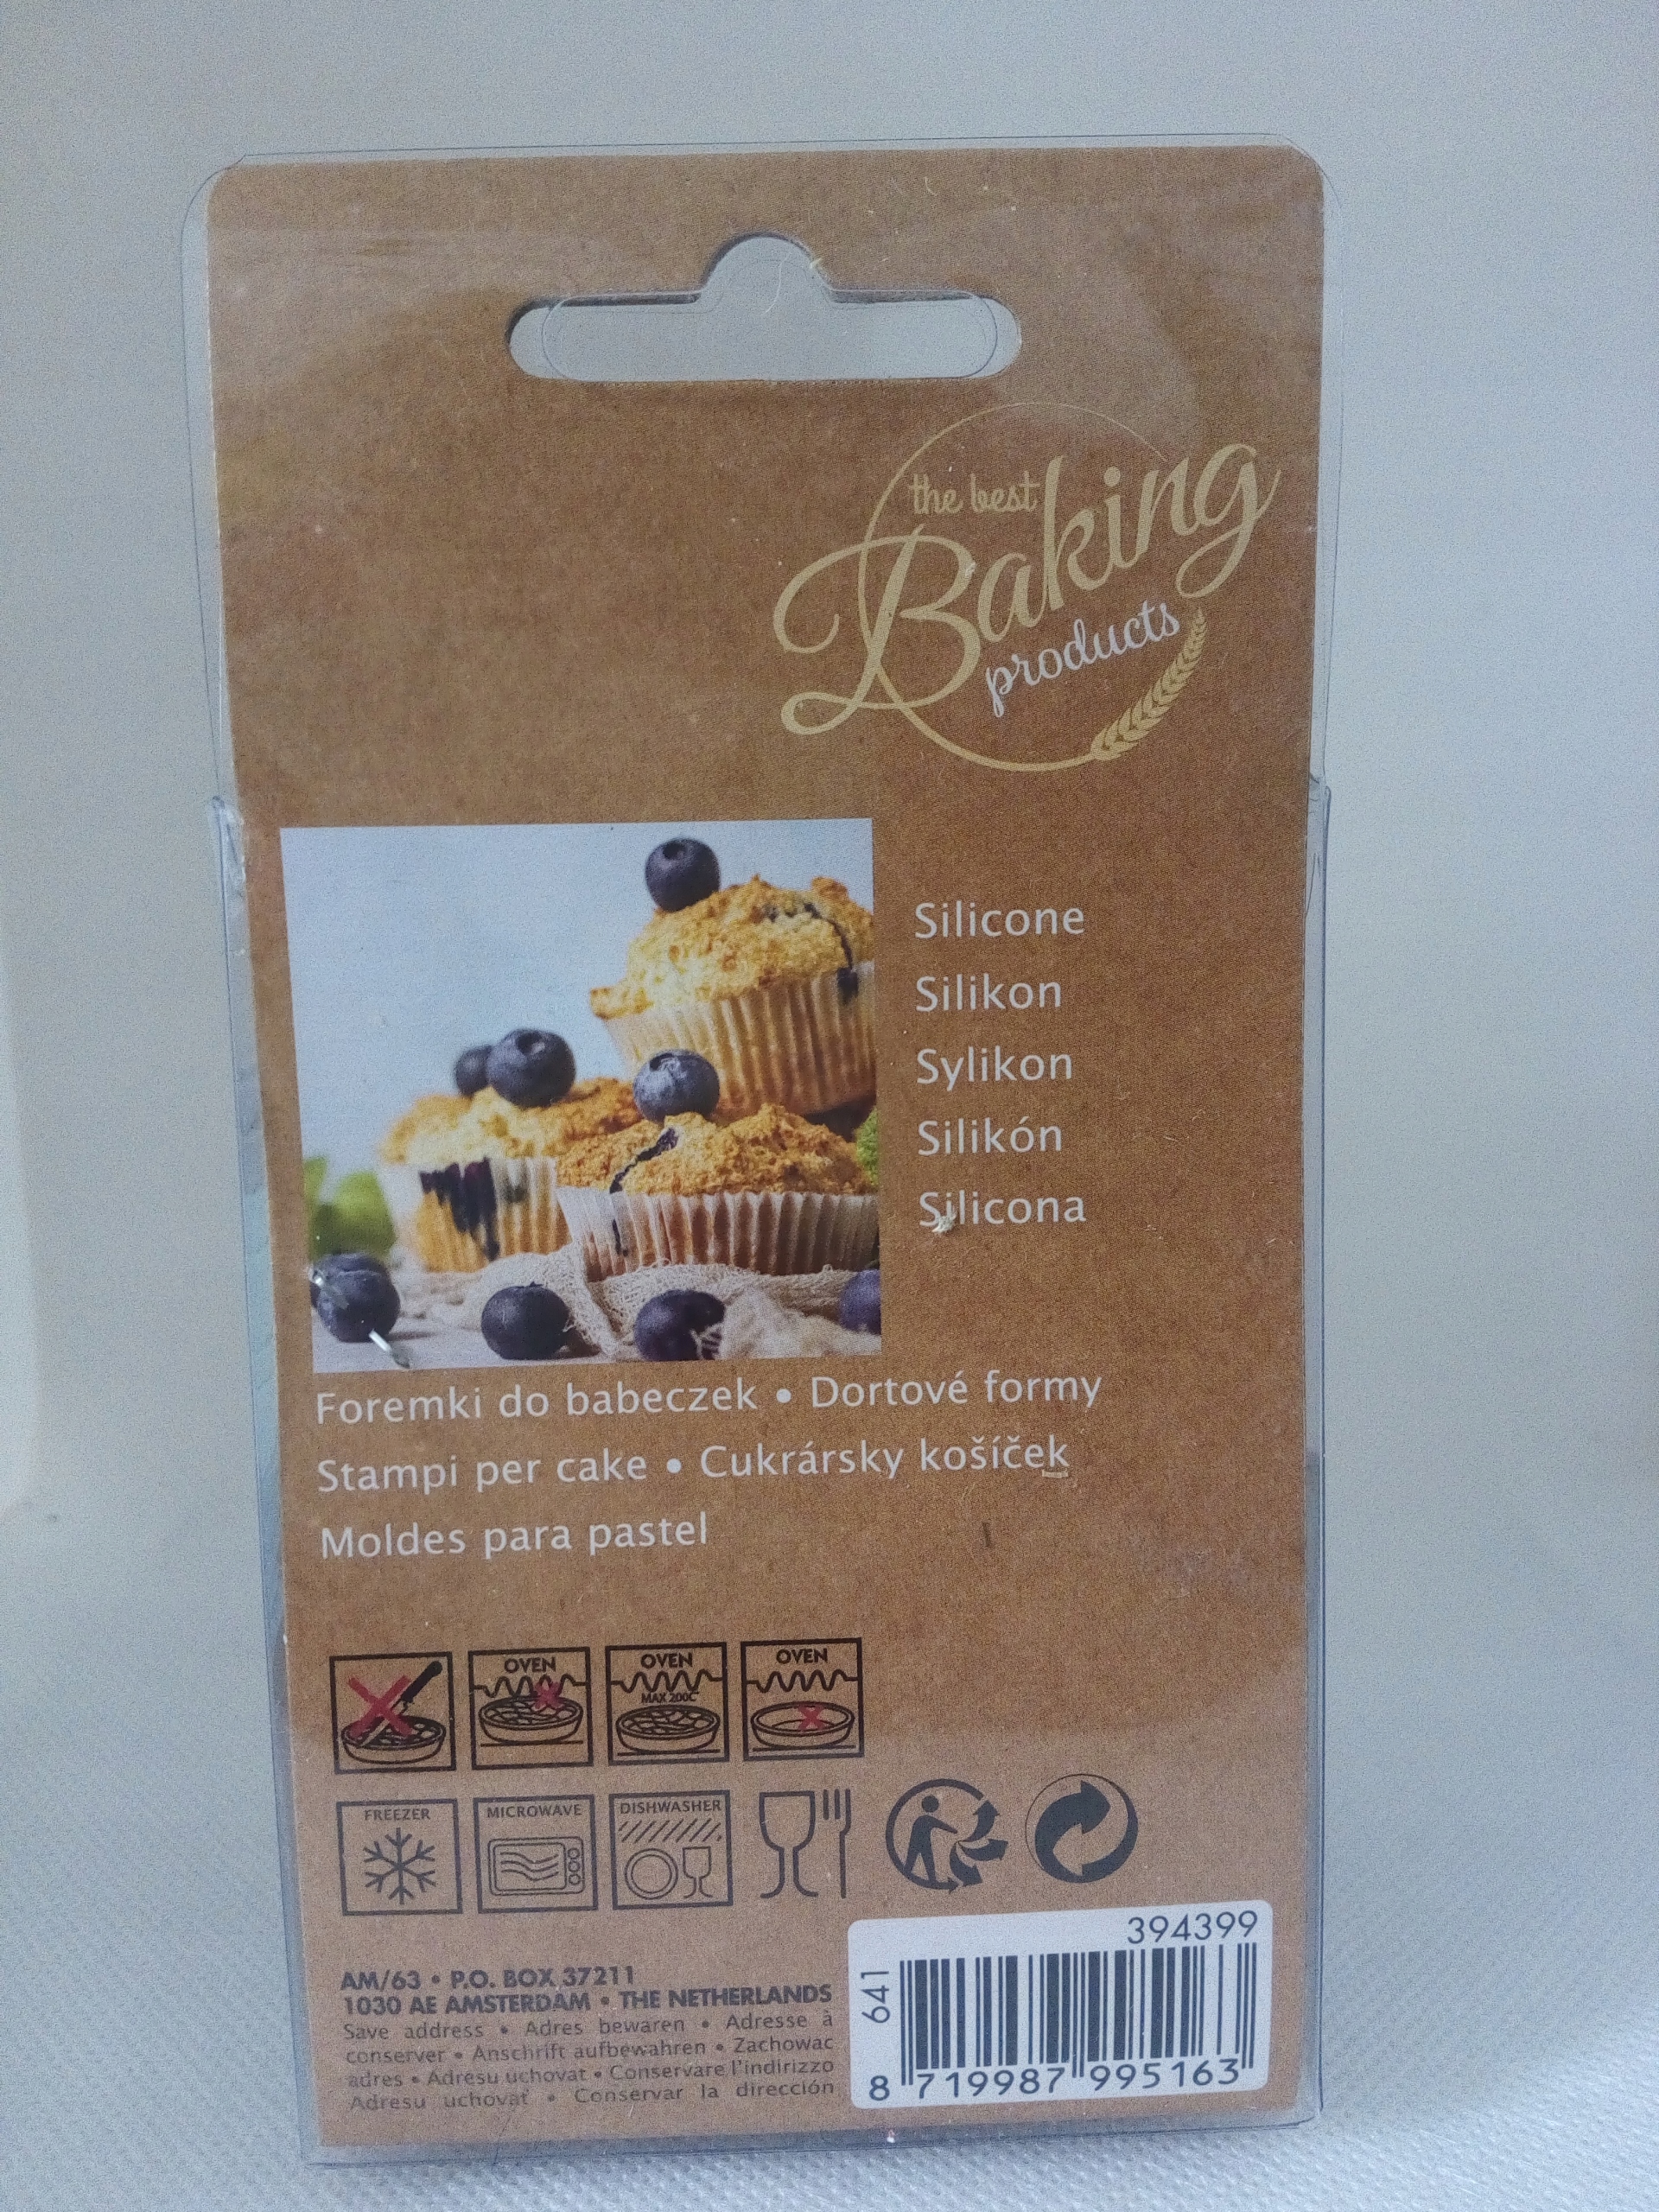 the best
Baking
products
Silicone
Silikon
Sylikon
Silikón
Silicona
Foremki do babeczek • Dortové formy
Stampi per cake • Cukrársky košíček
Moldes para pastel
OVEN
OVEN
MAX 200C
OVEN
FREEZER
MICROWAVE
DISHWASHER
AM/63 • P.O. BOX 37211
1030 AE AMSTERDAM • THE NETHERLANDS
Save address • Adres bewaren • Adresse à
conserver • Anschrift aufbewahren • Zachowac
adres • Adresu uchovat • Conservare l'indirizzo
Adresu uchovať • Conservar la dirección
394399
641
8 719987 995163